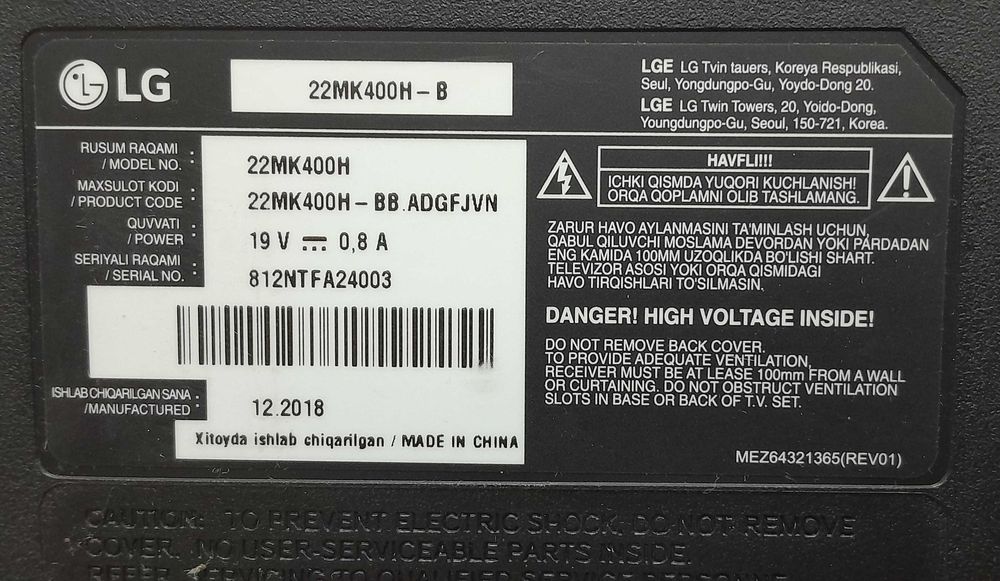 LG
22MK400H-B
LGE LG Tvin tauers, Koreya Respublikasi,
Seul, Yongdungpo-Gu, Yoydo-Dong 20.
LGE LG Twin Towers, 20, Yoido-Dong,
Youngdungpo-Gu, Seoul, 150-721, Korea.
RUSUM RAQAMI
/ MODEL NO. :
22MK400H
MAXSULOT KODI
/ PRODUCT CODE :
22MK400H-BB.ADGFJVN
QUVVATI
/ POWER :
19 V ⎓ 0,8 A
SERIYALI RAQAMI
/ SERIAL NO. :
812NTFA24003
ISHLAB CHIQARILGAN SANA
/MANUFACTURED :
12.2018
Xitoyda ishlab chiqarilgan / MADE IN CHINA
HAVFLI!!!
ICHKI QISMDA YUQORI KUCHLANISH!
ORQA QOPLAMNI OLIB TASHLAMANG.
ZARUR HAVO AYLANMASINI TA'MINLASH UCHUN,
QABUL QILUVCHI MOSLAMA DEVORDAN YOKI PARDADAN
ENG KAMIDA 100MM UZOQLIKDA BO'LISHI SHART.
TELEVIZOR ASOSI YOKI ORQA QISMIDAGI
HAVO TIRQISHLARI TO'SILMASIN.
DANGER! HIGH VOLTAGE INSIDE!
DO NOT REMOVE BACK COVER.
TO PROVIDE ADEQUATE VENTILATION,
RECEIVER MUST BE AT LEASE 100mm FROM A WALL
OR CURTAINING. DO NOT OBSTRUCT VENTILATION
SLOTS IN BASE OR BACK OF T.V. SET.
MEZ64321365(REV01)
CAUTION: TO PREVENT ELECTRIC SHOCK, DO NOT REMOVE
COVER. NO USER-SERVICEABLE PARTS INSIDE.
REFER SERVICING TO QUALIFIED SERVICE PERSONNEL